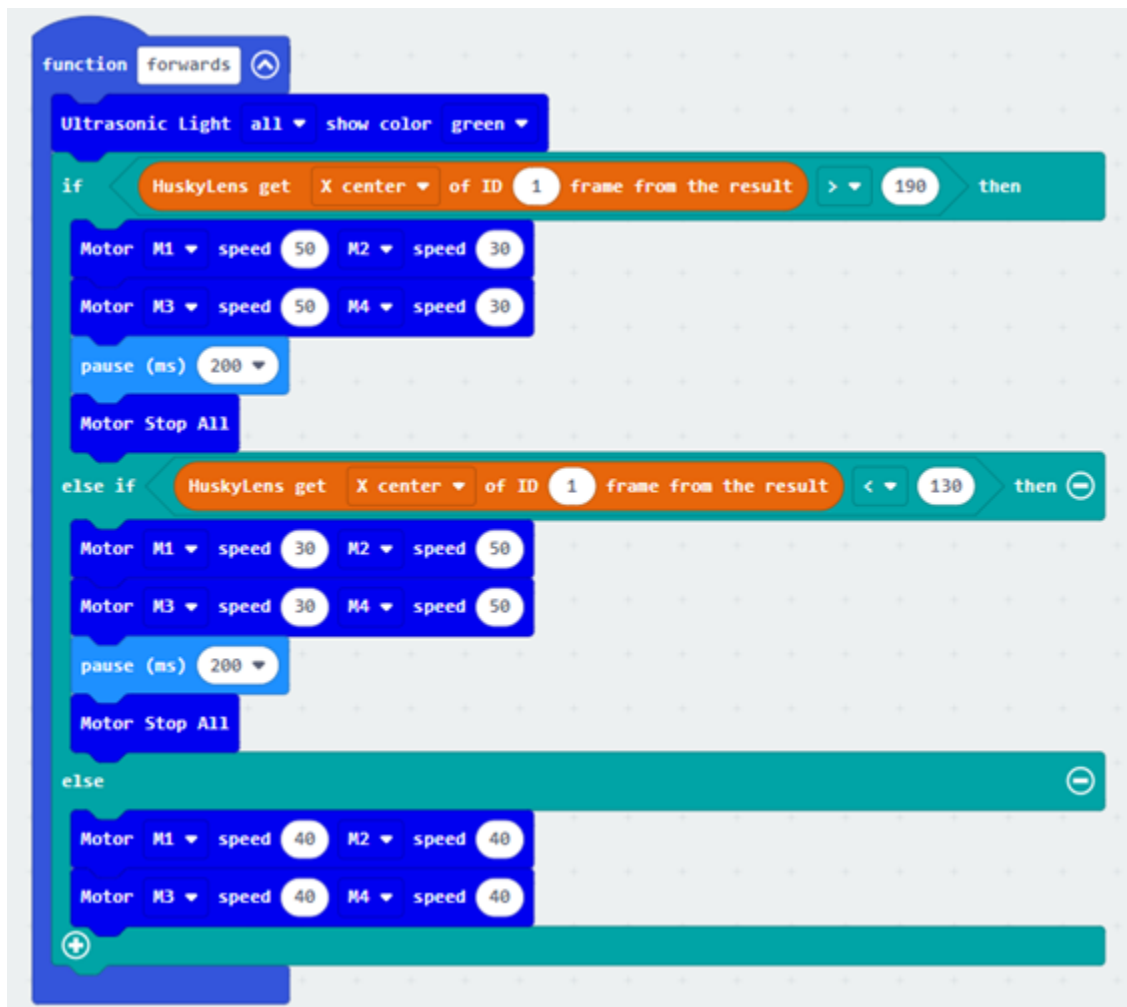 function forwards
Ultrasonic Light all show color green
if HuskyLens get X center of ID 1 frame from the result > 190 then
Motor M1 speed 50 M2 speed 30
Motor M3 speed 50 M4 speed 30
pause (ms) 200
Motor Stop All
else if HuskyLens get X center of ID 1 frame from the result < 130 then
Motor M1 speed 30 M2 speed 50
Motor M3 speed 30 M4 speed 50
pause (ms) 200
Motor Stop All
else
Motor M1 speed 40 M2 speed 40
Motor M3 speed 40 M4 speed 40